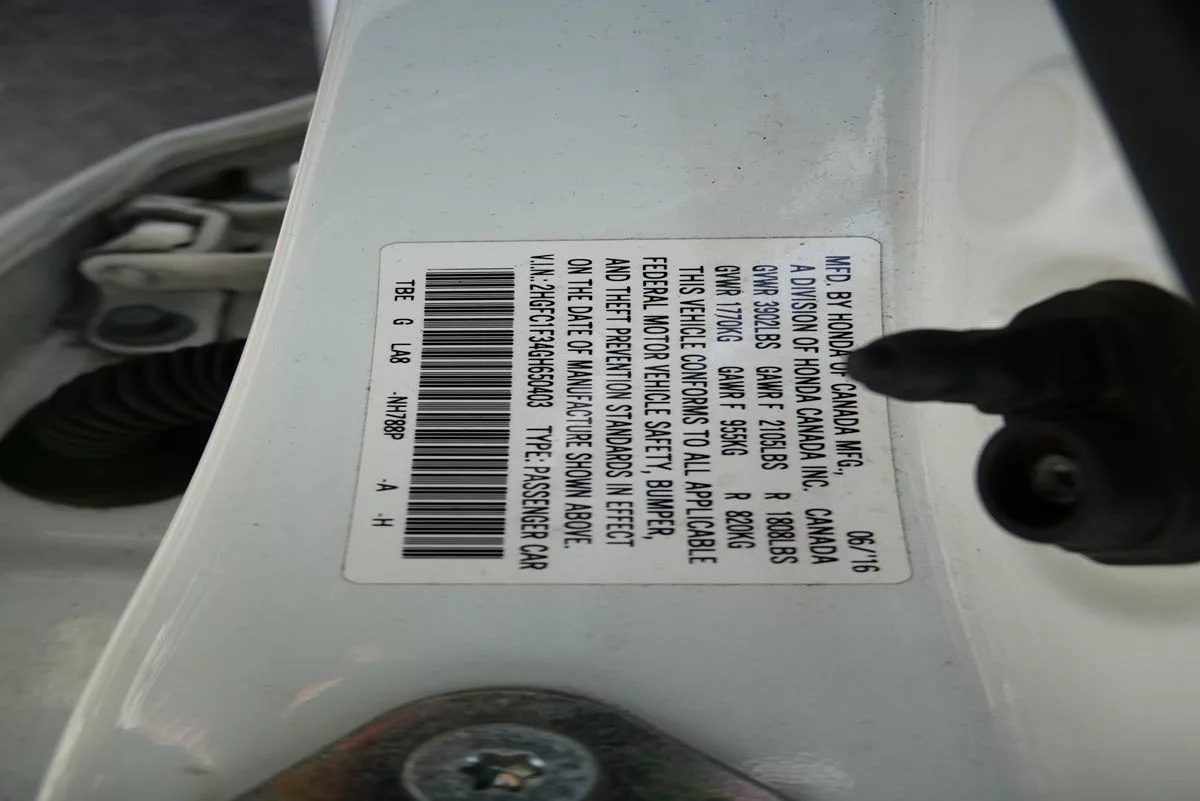 MFD. BY HONDA OF CANADA MFG., 06/'16
A DIVISION OF HONDA CANADA INC. CANADA
GVWR 3902LBS GAWR F 2105LBS R 1808LBS
GVWR 1770KG GAWR F 955KG R 820KG
THIS VEHICLE CONFORMS TO ALL APPLICABLE
FEDERAL MOTOR VEHICLE SAFETY, BUMPER,
AND THEFT PREVENTION STANDARDS IN EFFECT
ON THE DATE OF MANUFACTURE SHOWN ABOVE.
V.I.N.: 2HGFC1F34GH650403 TYPE: PASSENGER CAR
TBE G LA8 -NH788P -A -H